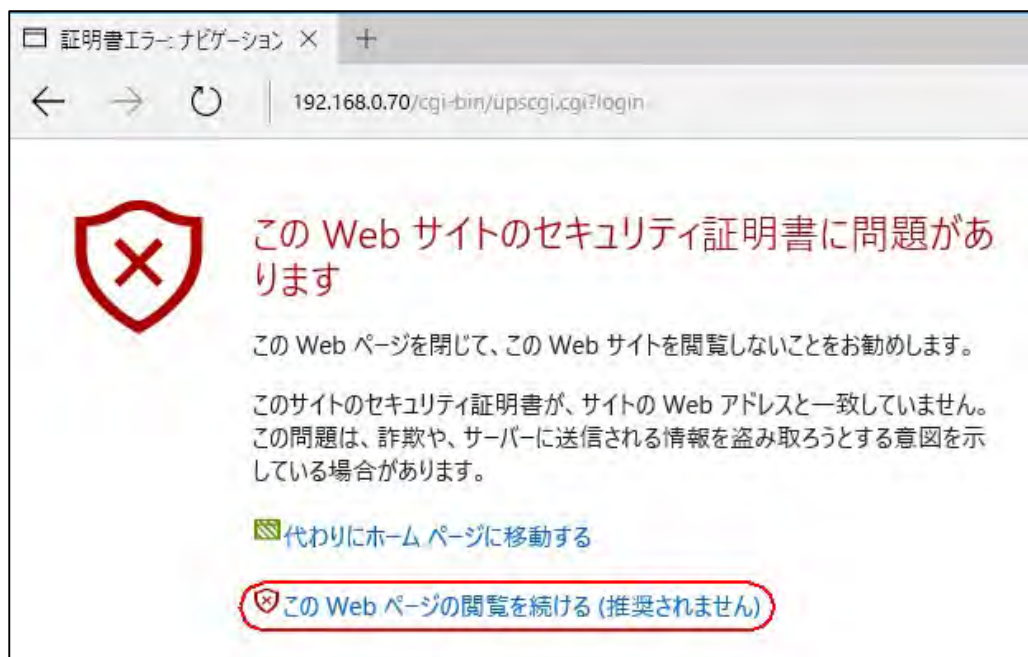 証明書エラー: ナビゲーション
192.168.0.70/cgi-bin/upscgi.cgi?login
この Web サイトのセキュリティ証明書に問題があ
ります
この Web ページを閉じて、この Web サイトを閲覧しないことをお勧めします。
このサイトのセキュリティ証明書が、サイトの Web アドレスと一致していません。
この問題は、詐欺や、サーバーに送信される情報を盗み取ろうとする意図を示
している場合があります。
代わりにホーム ページに移動する
この Web ページの閲覧を続ける (推奨されません)